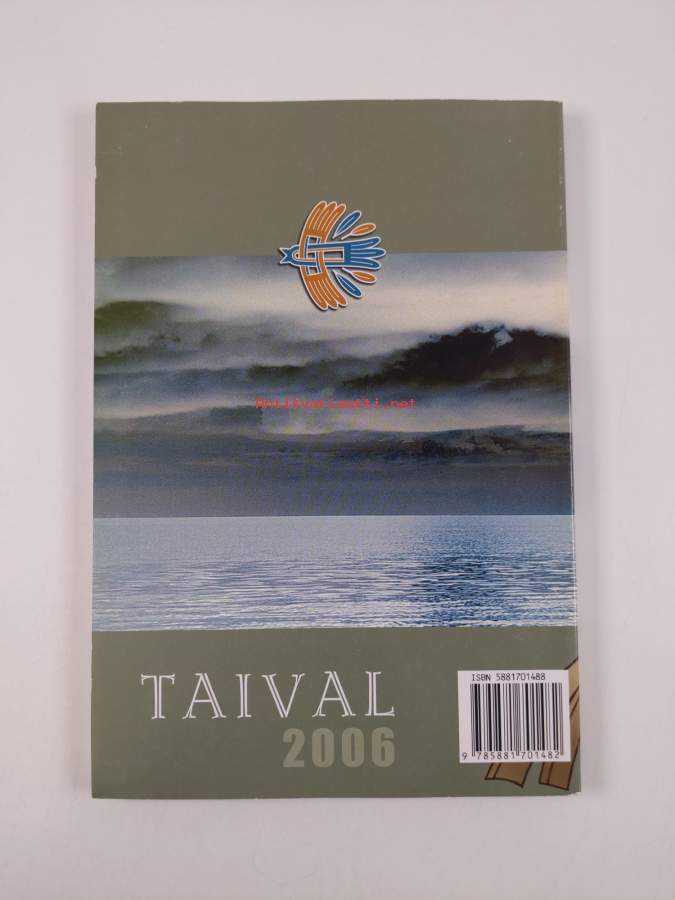 Antikvariaatti.net
TAIVAL
2006
ISBN 5881701488
9 785881 701482